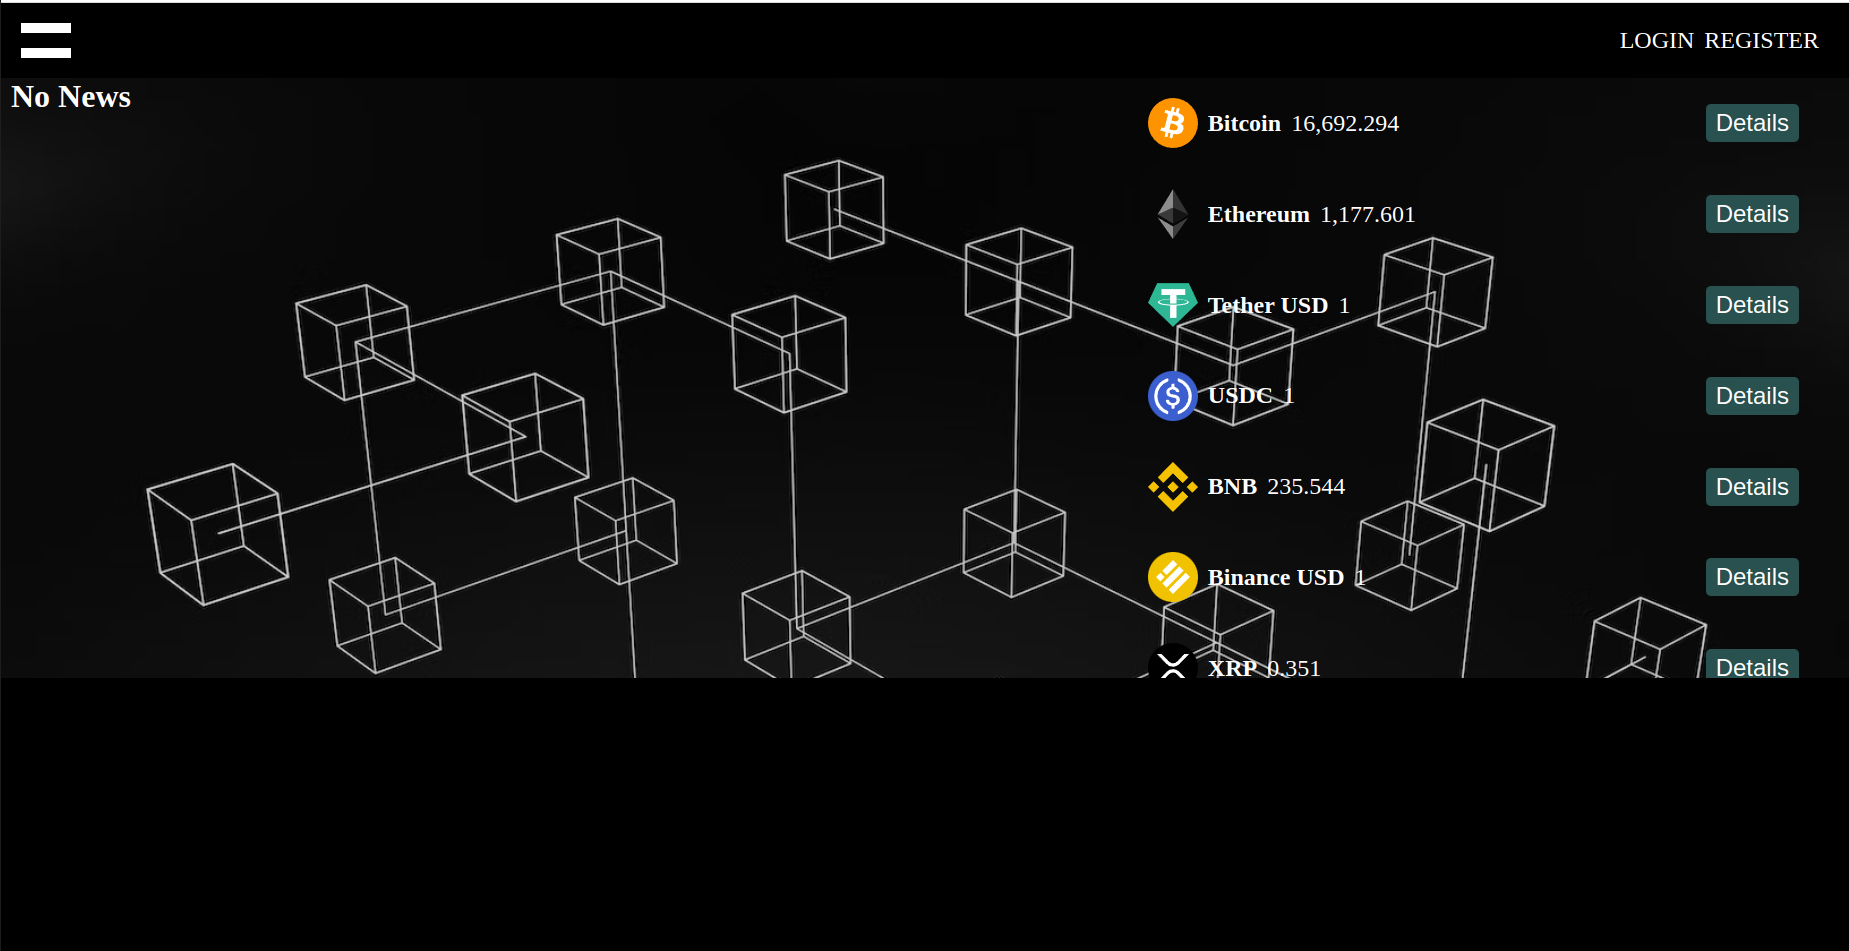 LOGIN REGISTER
No News
Bitcoin 16,692.294 Details
Ethereum 1,177.601 Details
Tether USD 1 Details
USDC 1 Details
BNB 235.544 Details
Binance USD 1 Details
XRP 0.351 Details